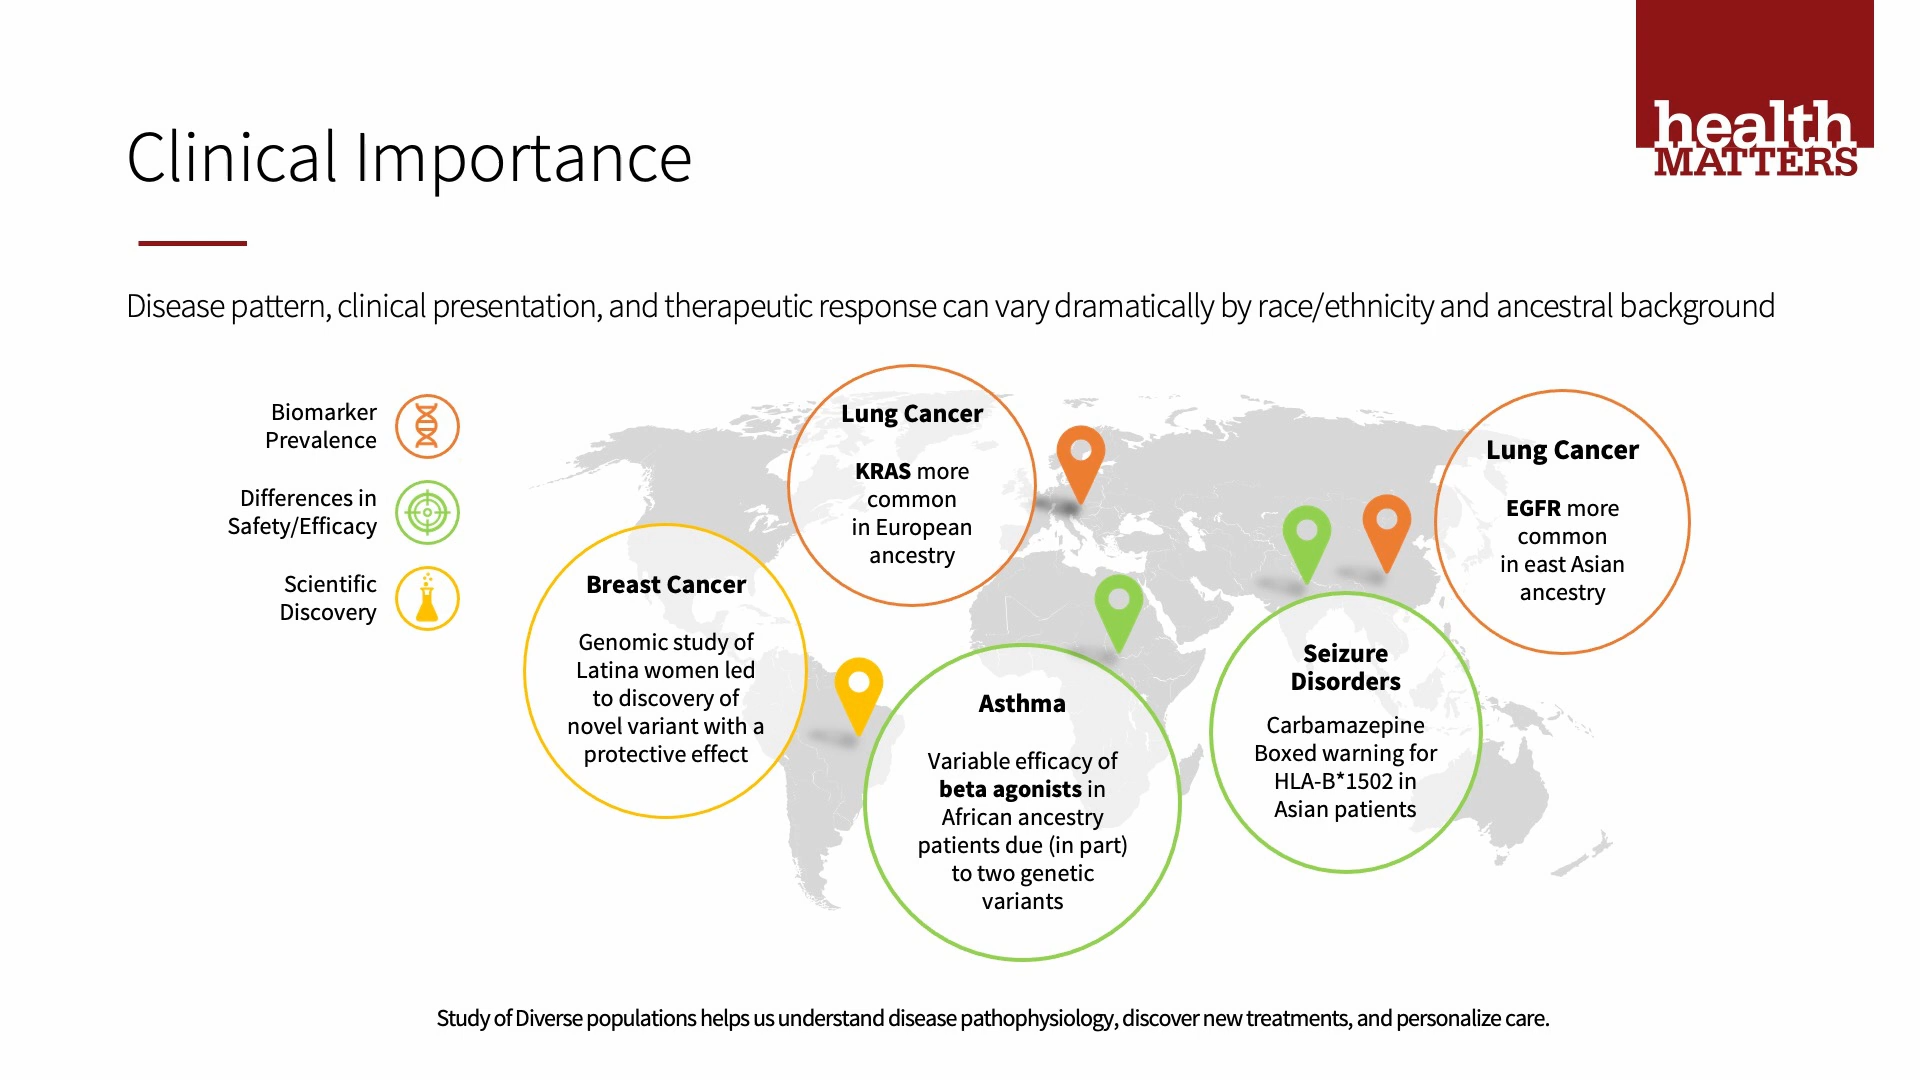 health
MATTERS
Clinical Importance
Disease pattern, clinical presentation, and therapeutic response can vary dramatically by race/ethnicity and ancestral background
Biomarker
Prevalence
Differences in
Safety/Efficacy
Scientific
Discovery
Breast Cancer
Genomic study of
Latina women led
to discovery of
novel variant with a
protective effect
Lung Cancer
KRAS more
common
in European
ancestry
Asthma
Variable efficacy of
beta agonists in
African ancestry
patients due (in part)
to two genetic
variants
Seizure
Disorders
Carbamazepine
Boxed warning for
HLA-B*1502 in
Asian patients
Lung Cancer
EGFR more
common
in east Asian
ancestry
Study of Diverse populations helps us understand disease pathophysiology, discover new treatments, and personalize care.